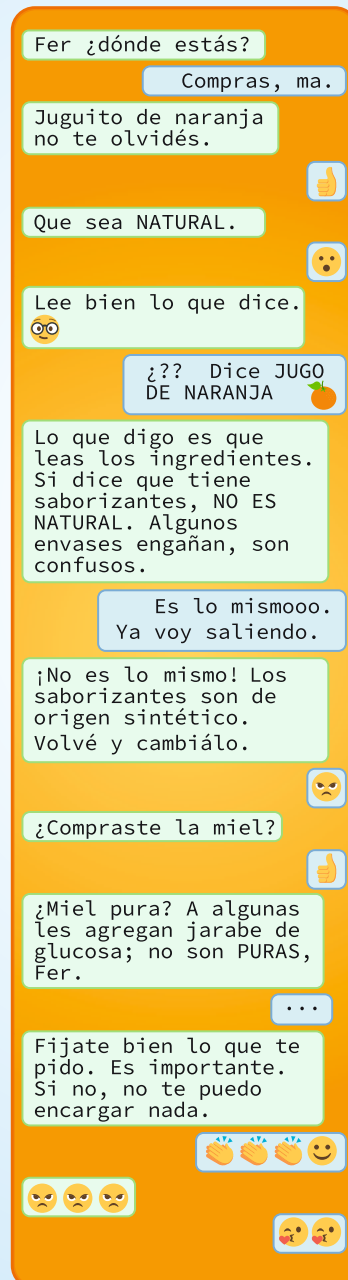 Fer ¿dónde estás?
Compras, ma.
Juguito de naranja
no te olvidés.
Que sea NATURAL.
Lee bien lo que dice.
¿?? Dice JUGO
DE NARANJA
Lo que digo es que
leas los ingredientes.
Si dice que tiene
saborizantes, NO ES
NATURAL. Algunos
envases engañan, son
confusos.
Es lo mismooo.
Ya voy saliendo.
¡No es lo mismo! Los
saborizantes son de
origen sintético.
Volvé y cambiálo.
¿Compraste la miel?
¿Miel pura? A algunas
les agregan jarabe de
glucosa; no son PURAS,
Fer.
...
Fijate bien lo que te
pido. Es importante.
Si no, no te puedo
encargar nada.